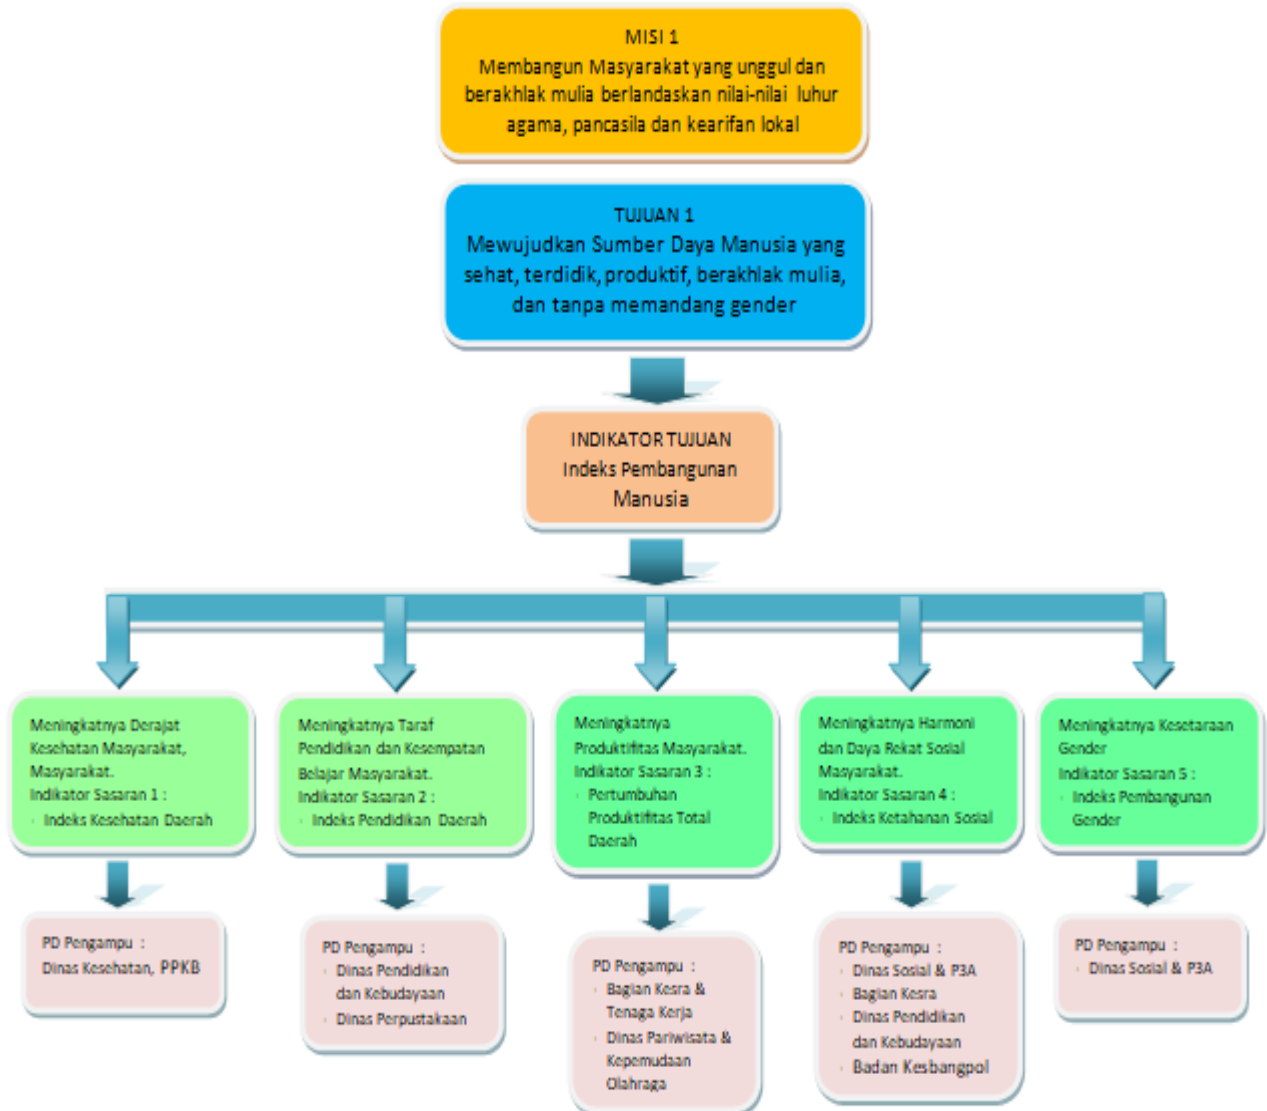 MISI 1
Membangun Masyarakat yang unggul dan
berakhlak mulia berlandaskan nilai-nilai luhur
agama, pancasila dan kearifan lokal
TUJUAN 1
Mewujudkan Sumber Daya Manusia yang
sehat, terdidik, produktif, berakhlak mulia,
dan tanpa memandang gender
INDIKATOR TUJUAN
Indeks Pembangunan
Manusia
Meningkatnya Derajat
Kesehatan Masyarakat,
Masyarakat.
Indikator Sasaran 1 :
Indeks Kesehatan Daerah
Meningkatnya Taraf
Pendidikan dan Kesempatan
Belajar Masyarakat.
Indikator Sasaran 2 :
Indeks Pendidikan Daerah
Meningkatnya
Produktifitas Masyarakat.
Indikator Sasaran 3 :
Pertumbuhan
Produktifitas Total
Daerah
Meningkatnya Harmoni
dan Daya Rekat Sosial
Masyarakat.
Indikator Sasaran 4 :
Indeks Ketahanan Sosial
Meningkatnya Kesetaraan
Gender
Indikator Sasaran 5 :
Indeks Pembangunan
Gender
PD Pengampu :
Dinas Kesehatan, PPKB
PD Pengampu :
Dinas Pendidikan
dan Kebudayaan
Dinas Perpustakaan
PD Pengampu :
Bagian Kesra &
Tenaga Kerja
Dinas Pariwisata &
Kepemudaan
Olahraga
PD Pengampu :
Dinas Sosial & P3A
Bagian Kesra
Dinas Pendidikan
dan Kebudayaan
Badan Kesbangpol
PD Pengampu :
Dinas Sosial & P3A